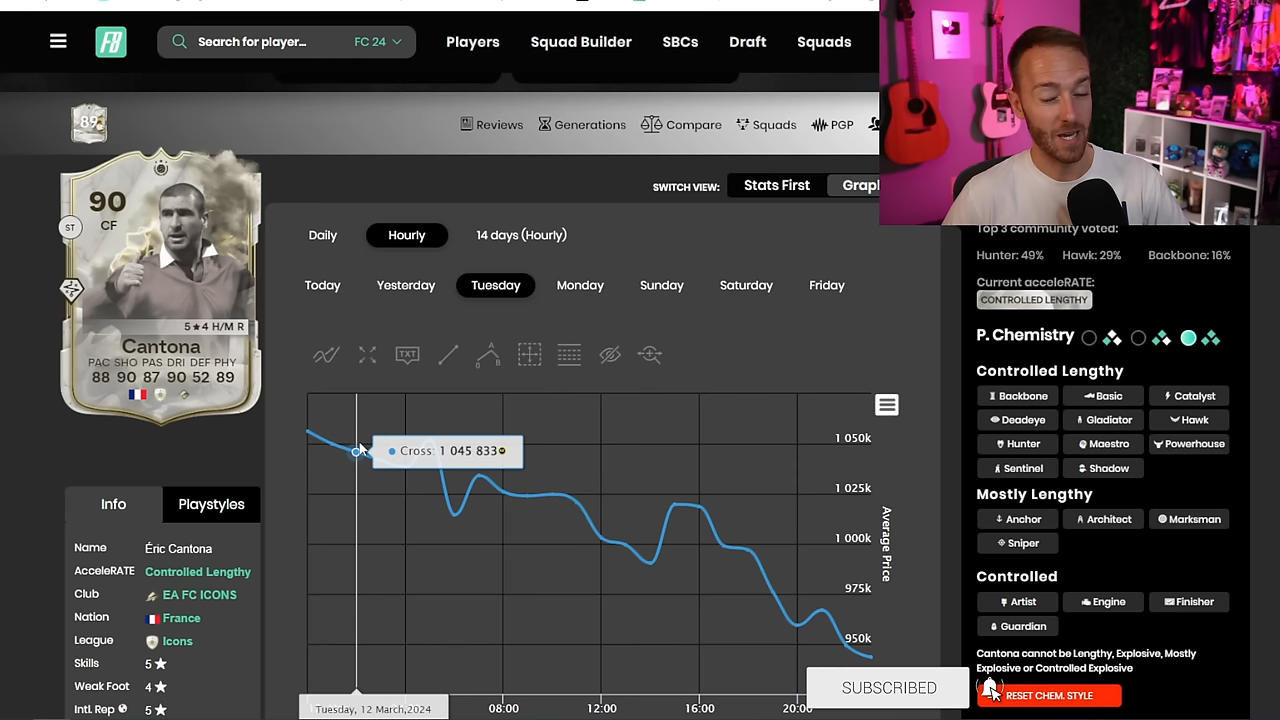 FB
Search for player...
FC 24
Players
Squad Builder
SBCs
Draft
Squads
89
Reviews
Generations
Compare
Squads
PGP
SWITCH VIEW:
Stats First
Grap
90
CF
ST
5★4 H/M R
Cantona
PAC SHO PAS DRI DEF PHY
88 90 87 90 52 89
Daily
Hourly
14 days (Hourly)
Today
Yesterday
Tuesday
Monday
Sunday
Saturday
Friday
TXT
A
0
B
Cross: 1 045 833
1 050k
1 025k
1 000k
975k
950k
Average Price
Tuesday, 12 March,2024
08:00
12:00
16:00
20:00
Info
Playstyles
Name
Éric Cantona
AcceleRATE
Controlled Lengthy
Club
EA FC ICONS
Nation
France
League
Icons
Skills
5★
Weak Foot
4★
Intl. Rep
5★
Top 3 community voted:
Hunter: 49%
Hawk: 29%
Backbone: 16%
Current acceleRATE:
CONTROLLED LENGTHY
P. Chemistry
Controlled Lengthy
Backbone
Basic
Catalyst
Deadeye
Gladiator
Hawk
Hunter
Maestro
Powerhouse
Sentinel
Shadow
Mostly Lengthy
Anchor
Architect
Marksman
Sniper
Controlled
Artist
Engine
Finisher
Guardian
Cantona cannot be Lengthy, Explosive, Mostly
Explosive or Controlled Explosive
RESET CHEM. STYLE
SUBSCRIBED